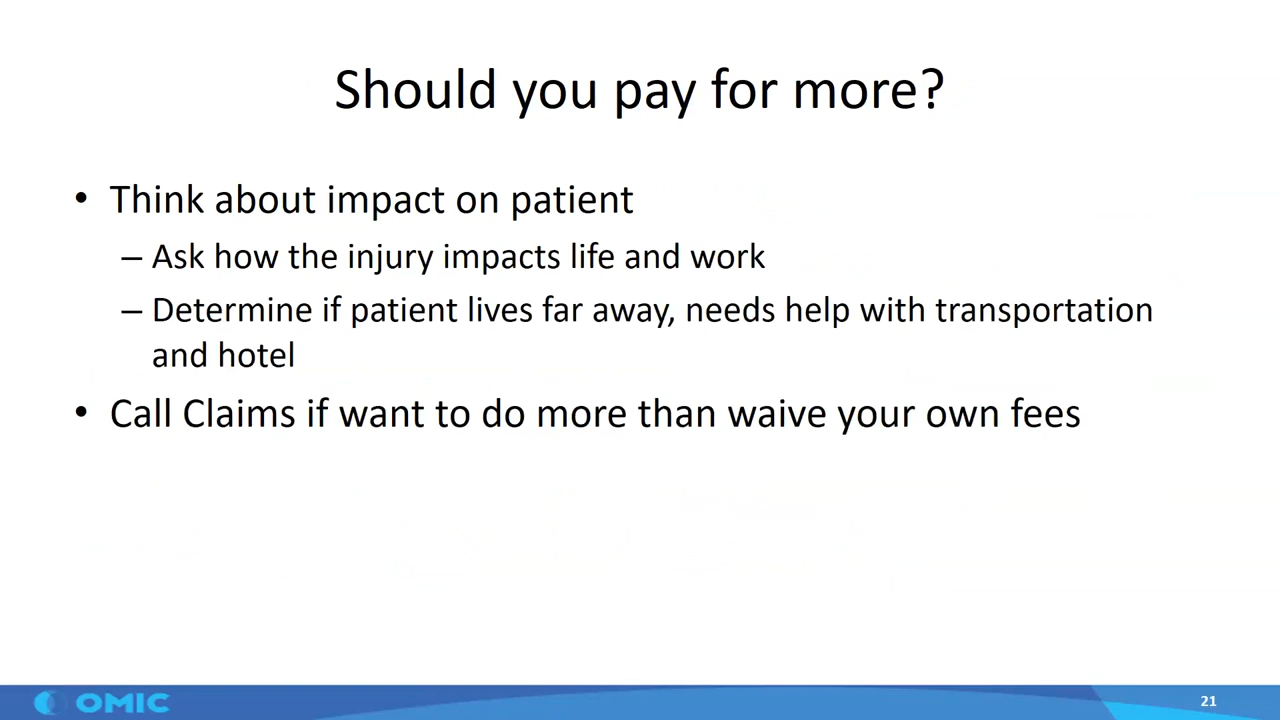 Should you pay for more?
• Think about impact on patient
– Ask how the injury impacts life and work
– Determine if patient lives far away, needs help with transportation
and hotel
• Call Claims if want to do more than waive your own fees
OMIC
21